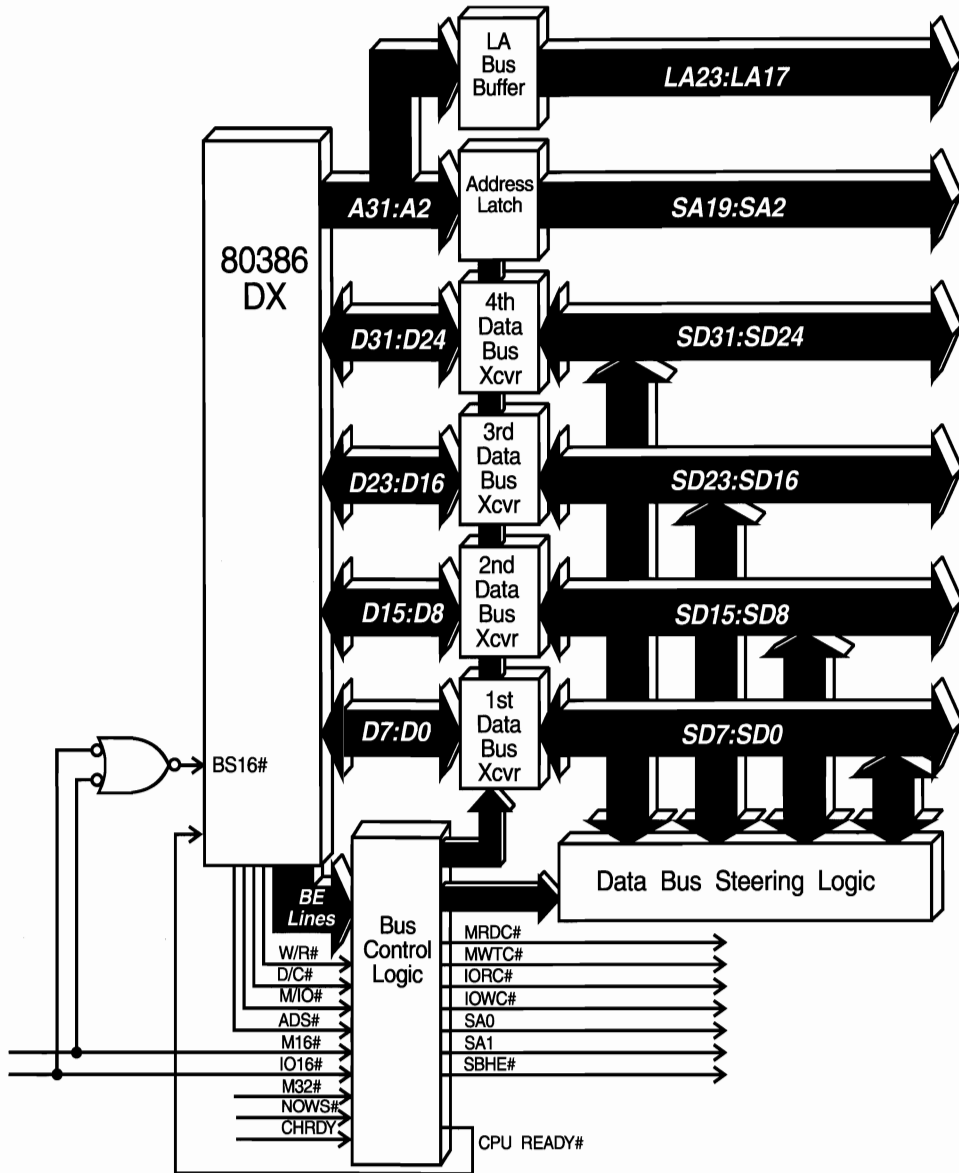 LA
Bus
Buffer
LA23:LA17
80386
DX
A31:A2
Address
Latch
SA19:SA2
D31:D24
4th
Data
Bus
Xcvr
SD31:SD24
D23:D16
3rd
Data
Bus
Xcvr
SD23:SD16
D15:D8
2nd
Data
Bus
Xcvr
SD15:SD8
D7:D0
1st
Data
Bus
Xcvr
SD7:SD0
BS16#
BE
Lines
Bus
Control
Logic
Data Bus Steering Logic
W/R#
D/C#
M/IO#
ADS#
M16#
IO16#
M32#
NOWS#
CHRDY
MRDC#
MWTC#
IORC#
IOWC#
SA0
SA1
SBHE#
CPU READY#